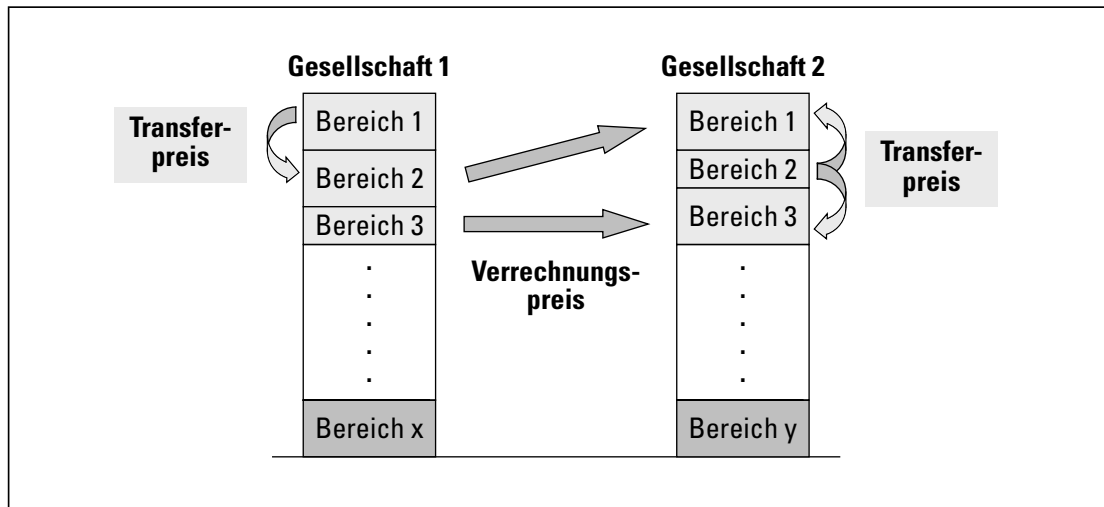 Gesellschaft 1
Transfer-
preis
Bereich 1
Bereich 2
Bereich 3
.
.
.
.
.
Bereich x
Verrechnungs-
preis
Gesellschaft 2
Bereich 1
Bereich 2
Bereich 3
.
.
.
.
.
Bereich y
Transfer-
preis